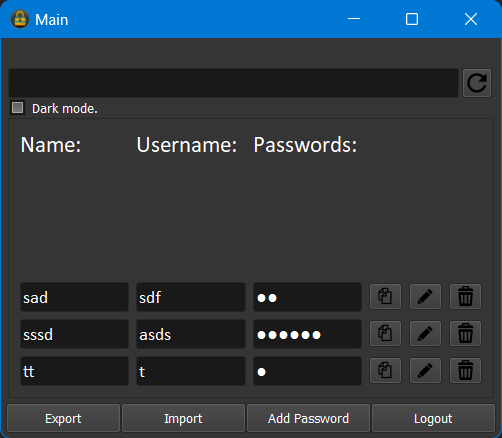 Main
Dark mode.
Name: Username: Passwords:
sad sdf ●●
sssd asds ●●●●●●
tt t ●
Export Import Add Password Logout